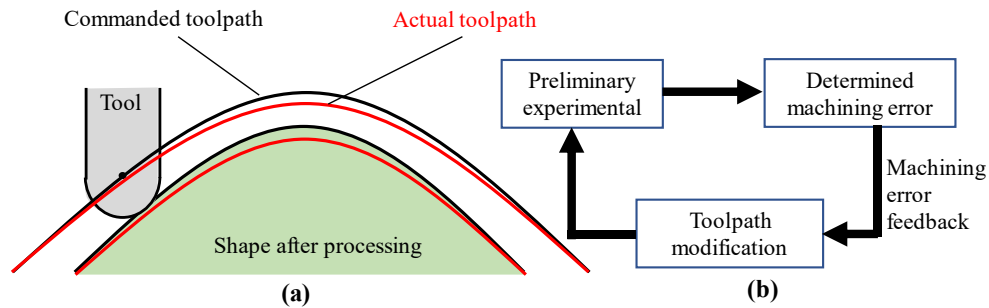 Commanded toolpath
Actual toolpath
Tool
Shape after processing
(a)
Preliminary
experimental
Determined
machining error
Machining
error
feedback
Toolpath
modification
(b)